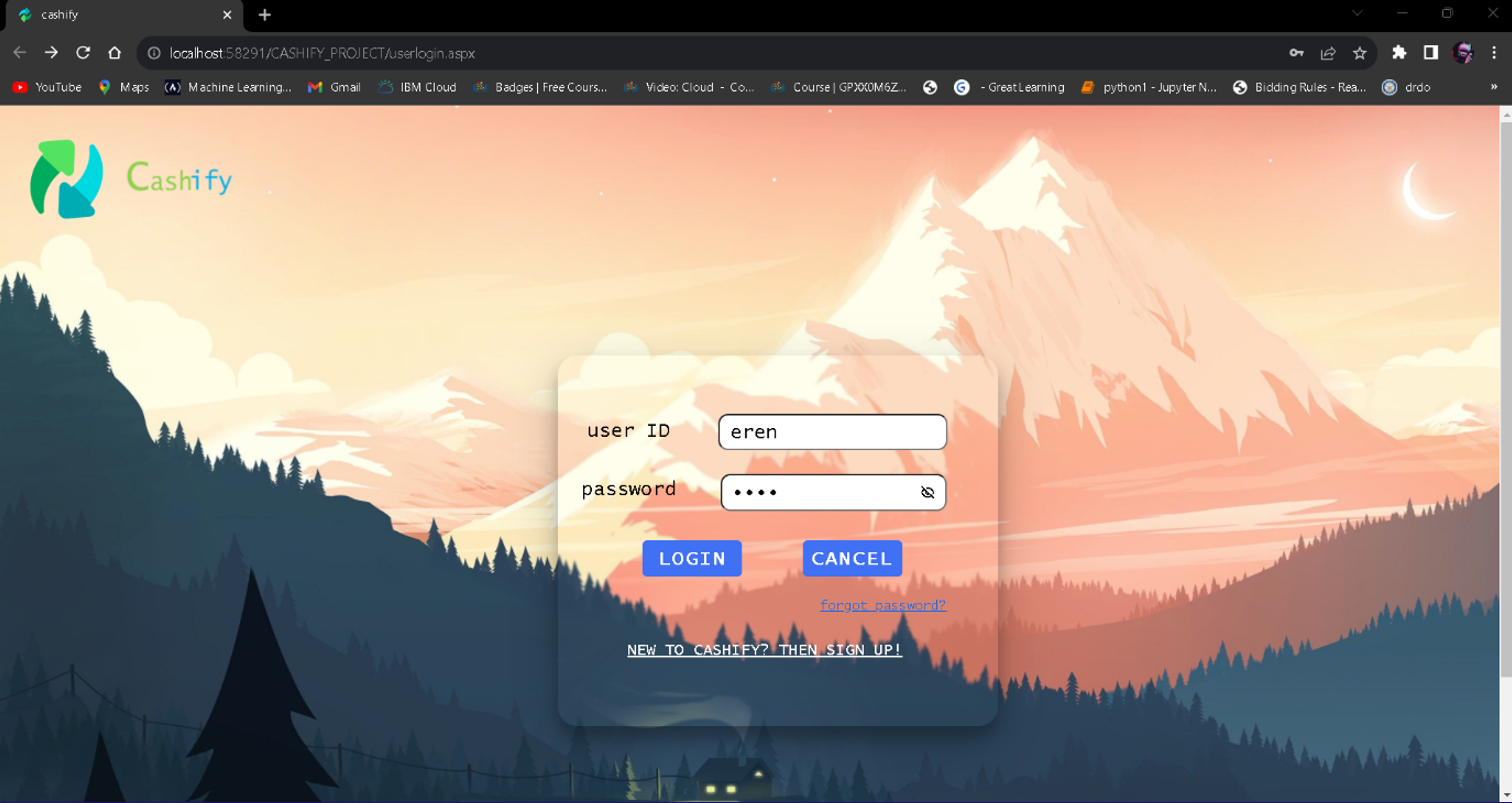 cashify
localhost:58291/CASHIFY_PROJECT/userlogin.aspx
YouTube Maps Machine Learning... Gmail IBM Cloud Badges | Free Cours... Video: Cloud - Co... Course | GPXX0M6Z... - Great Learning python1 - Jupyter N... Bidding Rules - Rea... drdo »
Cashify
user ID eren
password ••••
LOGIN CANCEL
forgot password?
NEW TO CASHIFY? THEN SIGN UP!